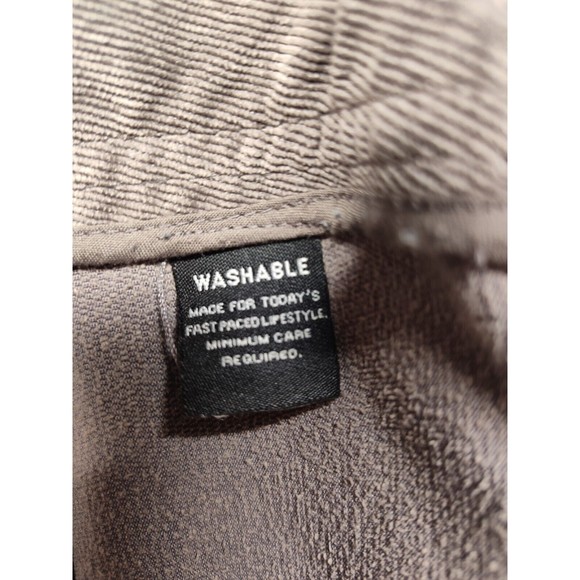 WASHABLE
MADE FOR TODAY'S
FAST PACED LIFESTYLE.
MINIMUM CARE
REQUIRED.